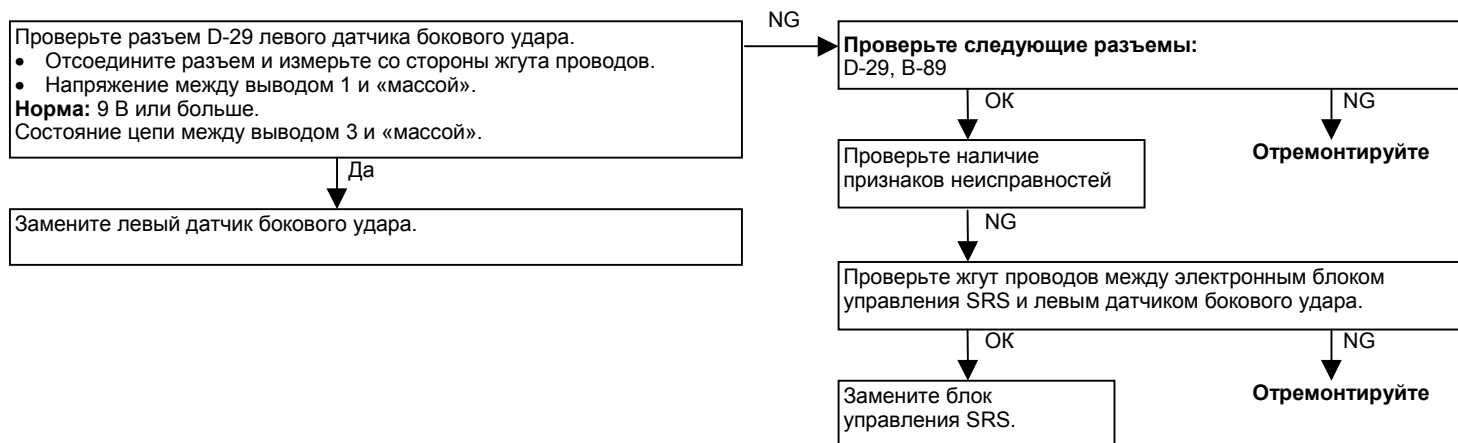 Проверьте разъем D-29 левого датчика бокового удара.
• Отсоедините разъем и измерьте со стороны жгута проводов.
• Напряжение между выводом 1 и «массой».
Норма: 9 В или больше.
Состояние цепи между выводом 3 и «массой».
Да
Замените левый датчик бокового удара.
NG
Проверьте следующие разъемы:
D-29, B-89
ОК
NG
Проверьте наличие
признаков неисправностей
Отремонтируйте
NG
Проверьте жгут проводов между электронным блоком
управления SRS и левым датчиком бокового удара.
ОК
NG
Замените блок
управления SRS.
Отремонтируйте